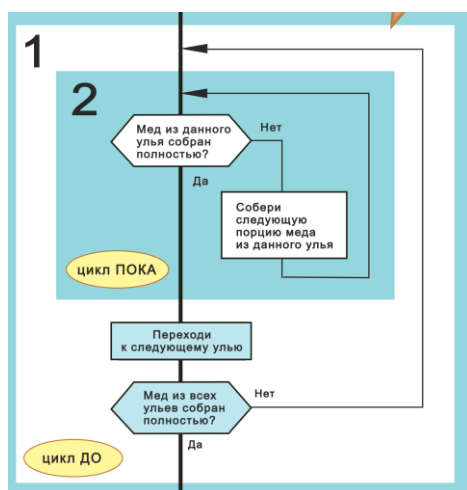 1
2
Мед из данного
улья собран
полностью?
Нет
Да
Собери
следующую
порцию меда
из данного улья
цикл ПОКА
Переходи
к следующему улью
Мед из всех
ульев собран
полностью?
Нет
Да
цикл ДО